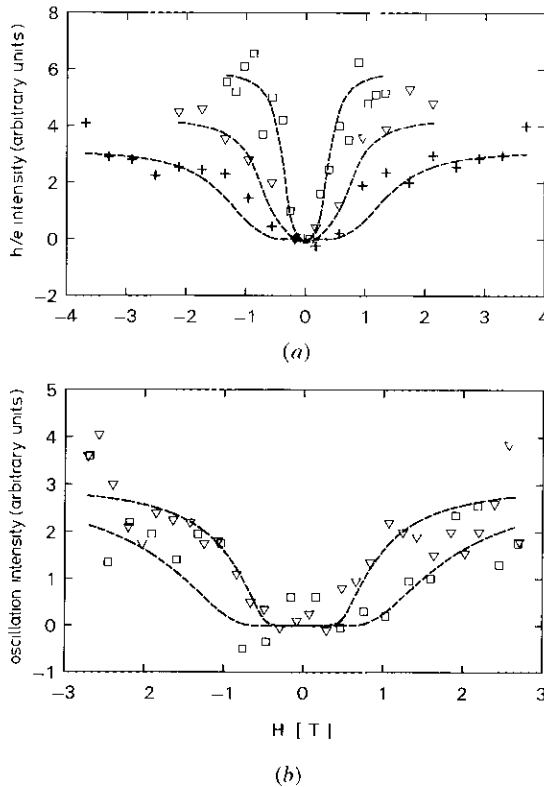 (a)
8
6
4
2
0
−2
h/e intensity (arbitrary units)
−4 −3 −2 −1 0 1 2 3 4
(a)
5
4
3
2
1
0
−1
oscillation intensity (arbitrary units)
−3 2 −1 0 1 2 3
H [T]
(b)